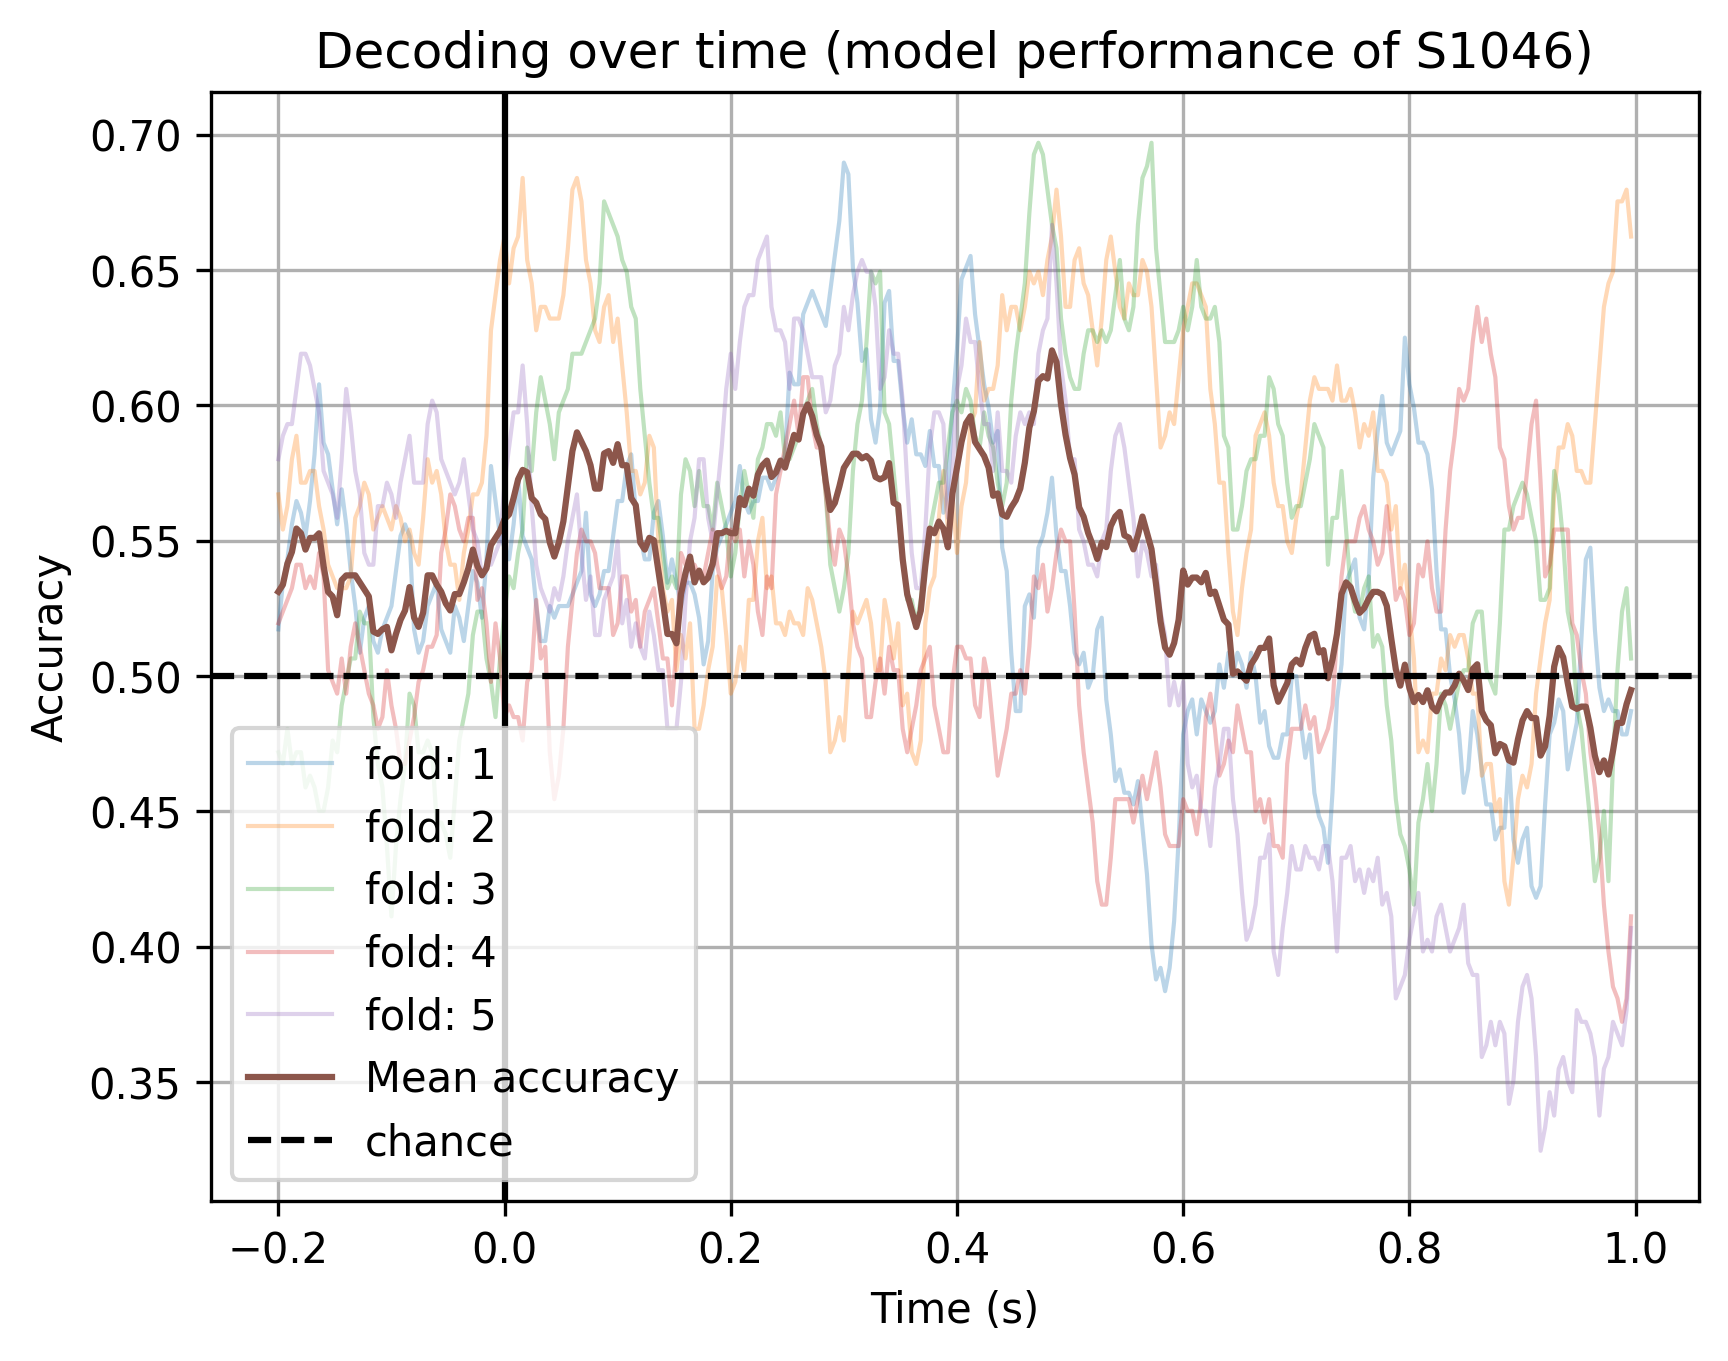 Decoding over time (model performance of S1046)
0.70
0.65
0.60
0.55
0.50
0.45
0.40
0.35
Accuracy
fold: 1
fold: 2
fold: 3
fold: 4
fold: 5
Mean accuracy
chance
−0.2 0.0 0.2 0.4 0.6 0.8 1.0
Time (s)